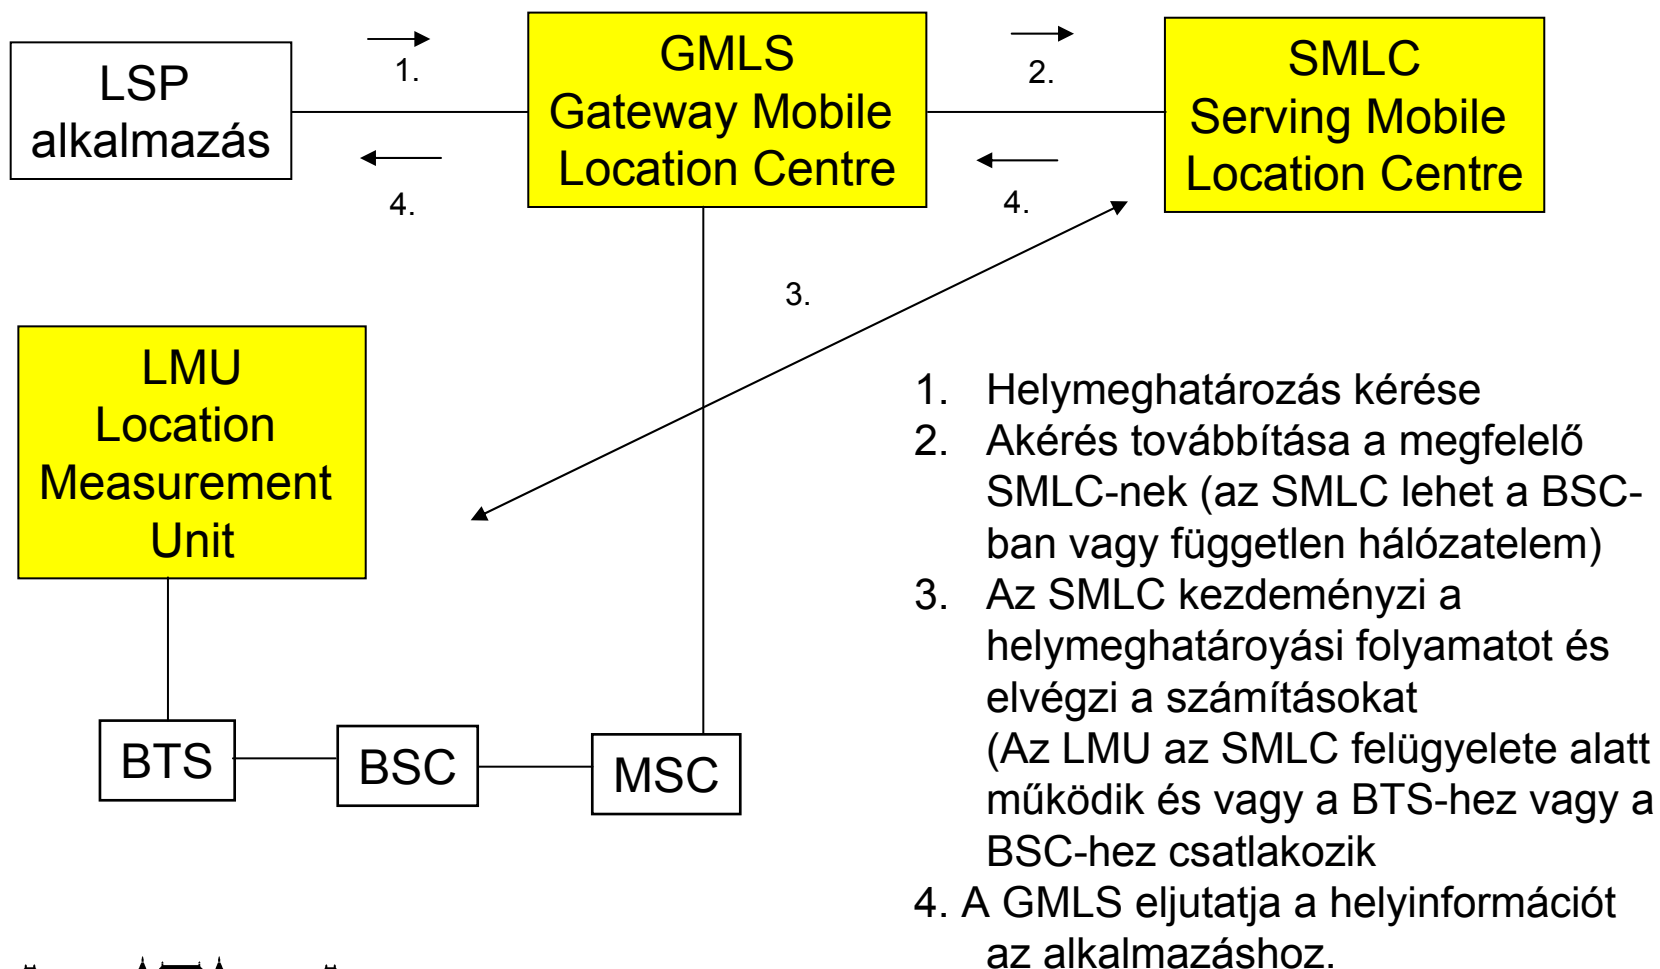 LSP
alkalmazás
1.
4.
GMLS
Gateway Mobile
Location Centre
2.
4.
SMLC
Serving Mobile
Location Centre
3.
LMU
Location
Measurement
Unit
BTS
BSC
MSC
1. Helymeghatározás kérése
2. Akérés továbbítása a megfelelő
SMLC-nek (az SMLC lehet a BSC-
ban vagy független hálózatelem)
3. Az SMLC kezdeményzi a
helymeghatároyási folyamatot és
elvégzi a számításokat
(Az LMU az SMLC felügyelete alatt
működik és vagy a BTS-hez vagy a
BSC-hez csatlakozik
4. A GMLS eljutatja a helyinformációt
az alkalmazáshoz.